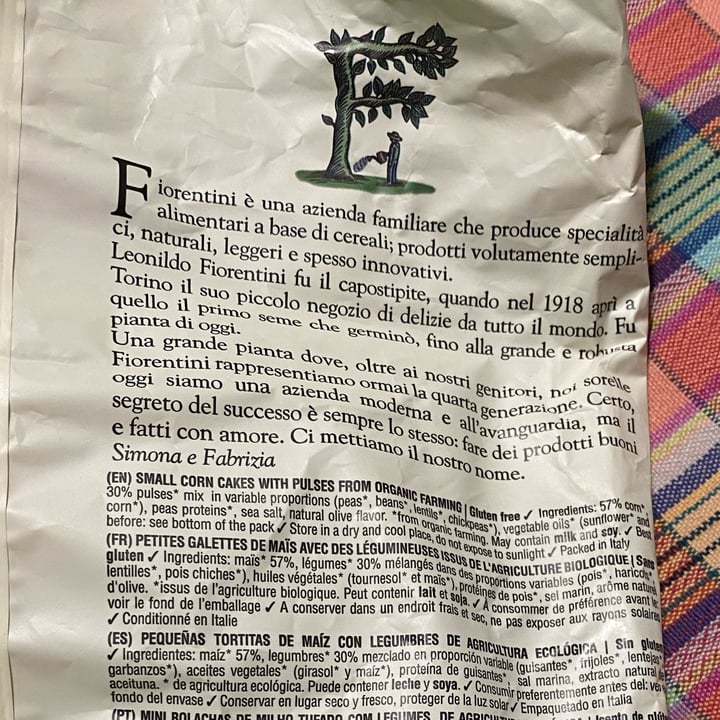 Fiorentini è una azienda familiare che produce specialità
alimentari a base di cereali; prodotti volutamente sempli-
ci, naturali, leggeri e spesso innovativi.
Leonildo Fiorentini fu il capostipite, quando nel 1918 aprì a
Torino il suo piccolo negozio di delizie da tutto il mondo. Fu
quello il primo seme che germinò, fino alla grande e robusta
pianta di oggi.
Una grande pianta dove, oltre ai nostri genitori, noi sorelle
Fiorentini rappresentiamo ormai la quarta generazione. Certo,
oggi siamo una azienda moderna e all'avanguardia, ma il
segreto del successo è sempre lo stesso: fare dei prodotti buoni
e fatti con amore. Ci mettiamo il nostro nome.
Simona e Fabrizia
(EN) SMALL CORN CAKES WITH PULSES FROM ORGANIC FARMING | Gluten free ✓ Ingredients: 57% corn*,
30% pulses* mix in variable proportions (peas*, beans*, lentils*, chickpeas*), vegetable oils* (sunflower* and
corn*), peas proteins*, sea salt, natural olive flavor. *from organic farming. May contain milk and soy. ✓ Best
before: see bottom of the pack ✓ Store in a dry and cool place, do not expose to sunlight ✓ Packed in Italy
(FR) PETITES GALETTES DE MAÏS AVEC DES LÉGUMINEUSES ISSUS DE L'AGRICULTURE BIOLOGIQUE | Sans
gluten ✓ Ingredients: maïs* 57%, légumes* 30% mélangés dans des proportions variables (pois*, haricots*,
lentilles*, pois chiches*), huiles végétales* (tournesol* et maïs*), protéines de pois*, sel marin, arôme naturel
d'olive. *issus de l'agriculture biologique. Peut contenir lait et soja. ✓ A consommer de préférence avant le:
voir le fond de l'emballage ✓ A conserver dans un endroit frais et sec, ne pas exposer aux rayons solaires
✓ Conditionné en Italie
(ES) PEQUEÑAS TORTITAS DE MAÍZ CON LEGUMBRES DE AGRICULTURA ECOLÓGICA | Sin gluten
✓ Ingredientes: maíz* 57%, legumbres* 30% mezclado en proporción variable (guisantes*, frijoles*, lentejas*,
garbanzos*), aceites vegetales* (girasol* y maíz*), proteína de guisantes*, sal marina, extracto natural de
aceituna. * de agricultura ecológica. Puede contener leche y soya. ✓ Consumir preferentemente antes del: véi
fondo del envase ✓ Conservar en lugar seco y fresco, proteger de la luz solar ✓ Empaquetado en Italia
(PT) MINI BOLACHAS DE MILHO TUFADO COM LEGUMES DE